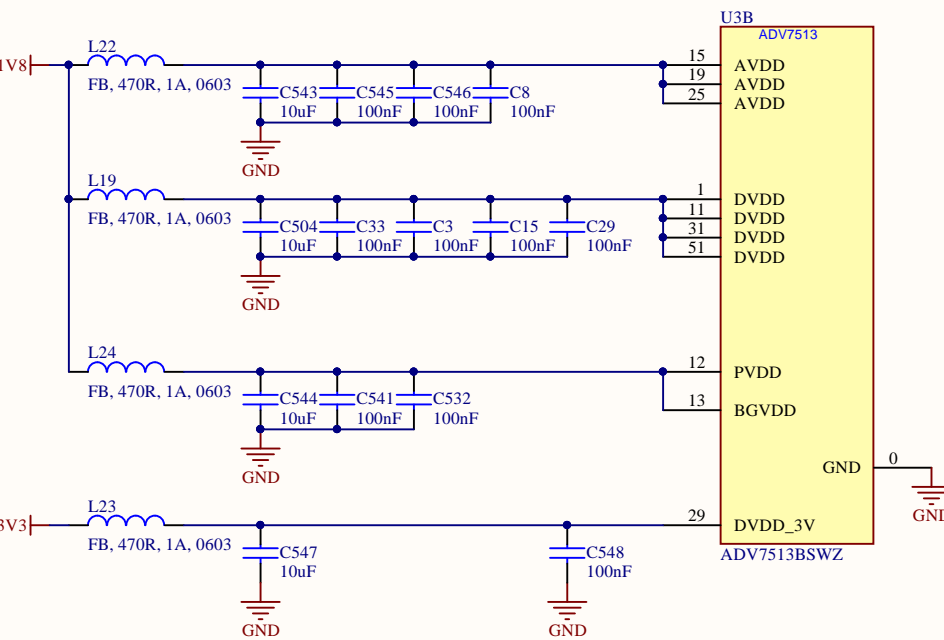 U3B
ADV7513
1V8
L22
FB, 470R, 1A, 0603
C543
10uF
C545
100nF
C546
100nF
C8
100nF
GND
15 AVDD
19 AVDD
25 AVDD
L19
FB, 470R, 1A, 0603
C504
10uF
C33
100nF
C3
100nF
C15
100nF
C29
100nF
GND
1 DVDD
11 DVDD
31 DVDD
51 DVDD
L24
FB, 470R, 1A, 0603
C544
10uF
C541
100nF
C532
100nF
GND
12 PVDD
13 BGVDD
GND 0
GND
3V3
L23
FB, 470R, 1A, 0603
C547
10uF
GND
C548
100nF
GND
29 DVDD_3V
ADV7513BSWZ